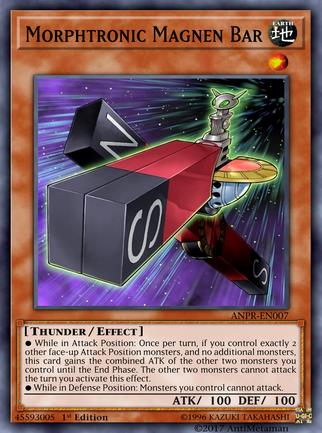 Morphtronic Magnen Bar
EARTH
地
N
S
S
ANPR-EN007
[ Thunder / Effect ]
● While in Attack Position: Once per turn, if you control exactly 2
other face-up Attack Position monsters, and no additional monsters,
this card gains the combined ATK of the other two monsters you
control until the End Phase. The other two monsters cannot attack
the turn you activate this effect.
● While in Defense Position: Monsters you control cannot attack.
ATK/ 100 DEF/ 100
45593005 1st Edition ©1996 KAZUKI TAKAHASHI
©2017 AntiMetaman